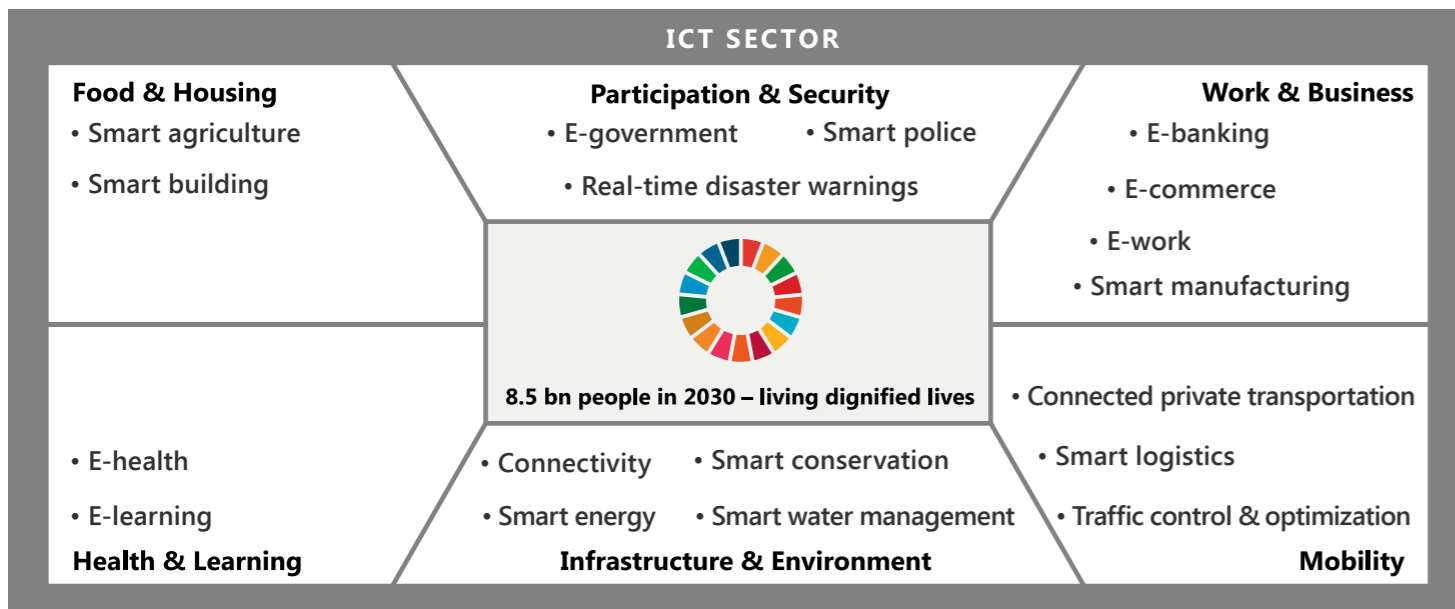 ICT SECTOR
Food & Housing
• Smart agriculture
• Smart building
Participation & Security
• E-government • Smart police
• Real-time disaster warnings
Work & Business
• E-banking
• E-commerce
• E-work
• Smart manufacturing
8.5 bn people in 2030 – living dignified lives
• E-health
• E-learning
Health & Learning
• Connectivity • Smart conservation
• Smart energy • Smart water management
Infrastructure & Environment
• Connected private transportation
• Smart logistics
• Traffic control & optimization
Mobility